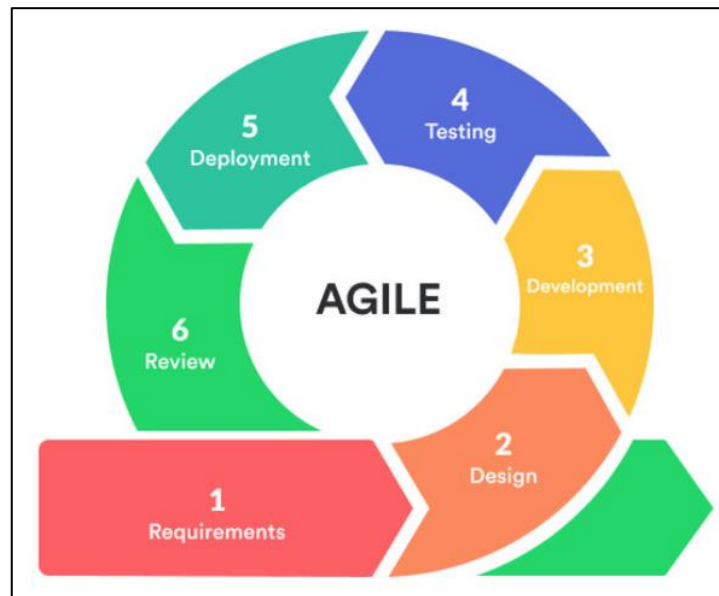 AGILE
1
Requirements
2
Design
3
Development
4
Testing
5
Deployment
6
Review